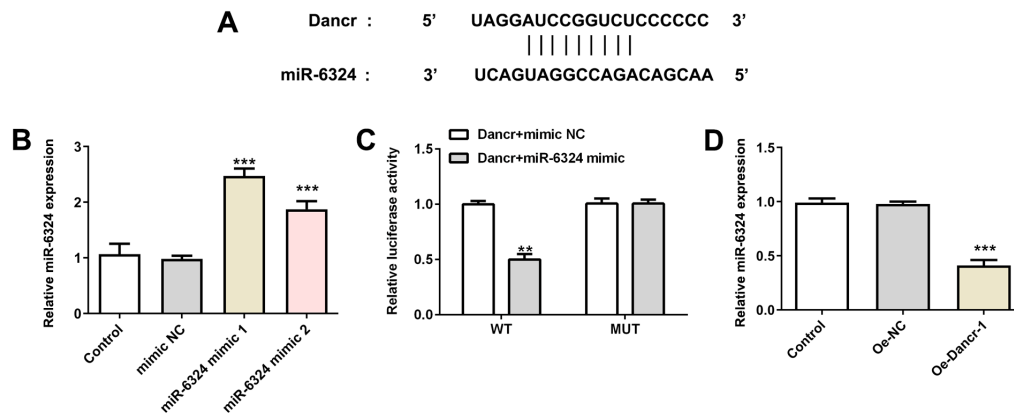 A
Dancr : 5' UAGGAUCCGGUCUCCCCCC 3'
miR-6324 : 3' UCAGUAGGCCAGACAGCAA 5'
B
Relative miR-6324 expression
3
2
1
0
***
***
Control
mimic NC
miR-6324 mimic 1
miR-6324 mimic 2
C
Dancr+mimic NC
Dancr+miR-6324 mimic
Relative luciferase activity
1.5
1.0
0.5
0.0
**
WT
MUT
D
Relative miR-6324 expression
1.5
1.0
0.5
0.0
***
Control
Oe-NC
Oe-Dancr-1